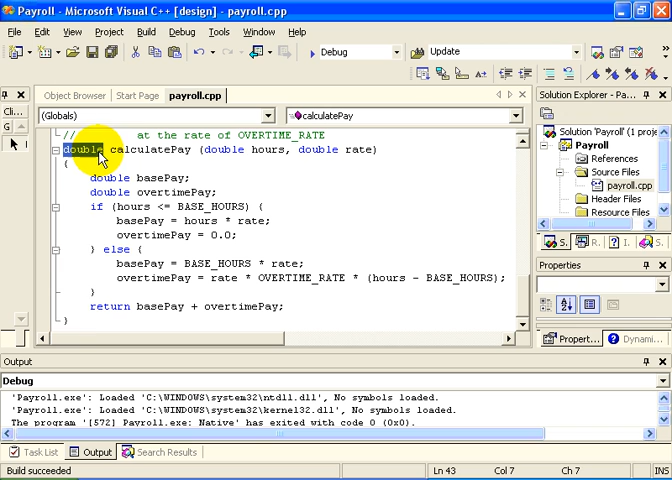 Payroll - Microsoft Visual C++ [design] - payroll.cpp
File Edit View Project Build Debug Tools Window Help
Debug Update
Object Browser Start Page payroll.cpp
Solution Explorer - Payroll
Cli...
(Globals) calculatePay
G
Solution 'Payroll' (1 project)
Payroll
References
Source Files
payroll.cpp
Header Files
Resource Files
// at the rate of OVERTIME_RATE
double calculatePay (double hours, double rate)
{
double basePay;
double overtimePay;
if (hours <= BASE_HOURS) {
basePay = hours * rate;
overtimePay = 0.0;
} else {
basePay = BASE_HOURS * rate;
overtimePay = rate * OVERTIME_RATE * (hours - BASE_HOURS);
}
return basePay + overtimePay;
}
S. R. I... S.
Properties
Propert... Dynami...
Output
Debug
'Payroll.exe': Loaded 'C:\WINDOWS\system32\ntdll.dll', No symbols loaded.
'Payroll.exe': Loaded 'C:\WINDOWS\system32\kernel32.dll', No symbols loaded.
The program '[572] Payroll.exe: Native' has exited with code 0 (0x0).
Task List Output Search Results
Build succeeded Ln 43 Col 7 Ch 7 INS